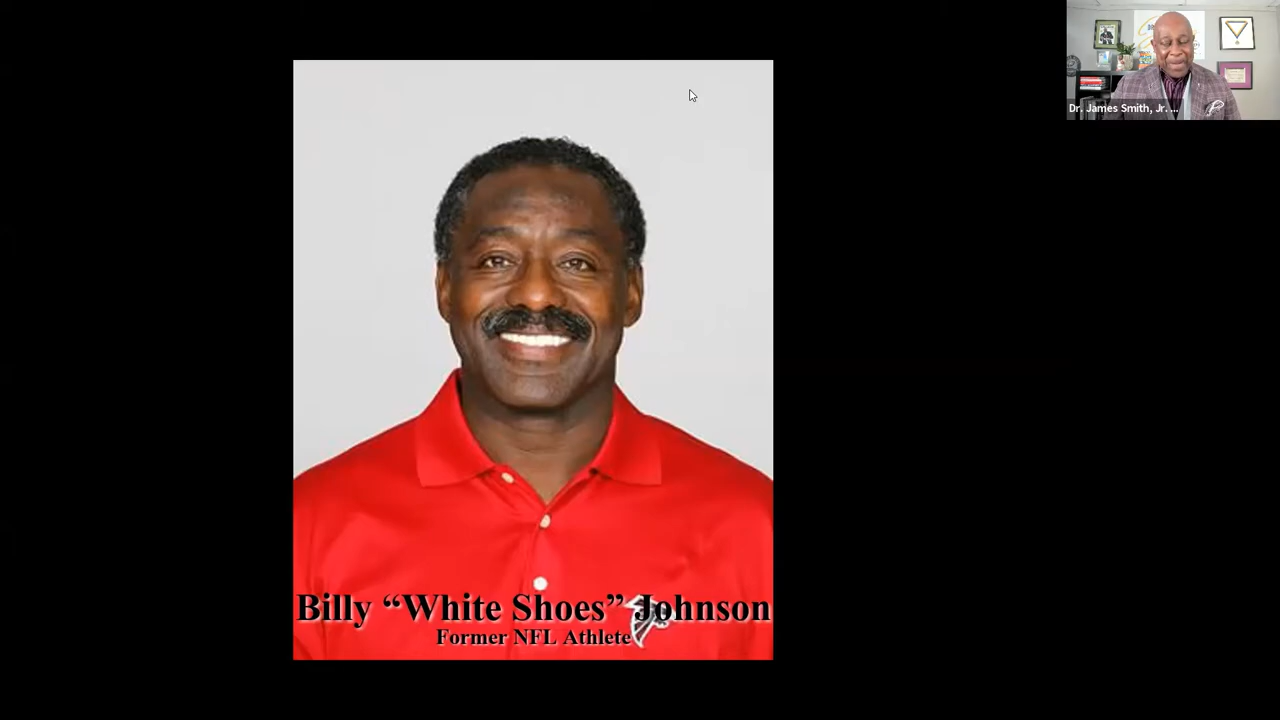 Dr. James Smith, Jr. ...
Billy “White Shoes” Johnson
Former NFL Athlete